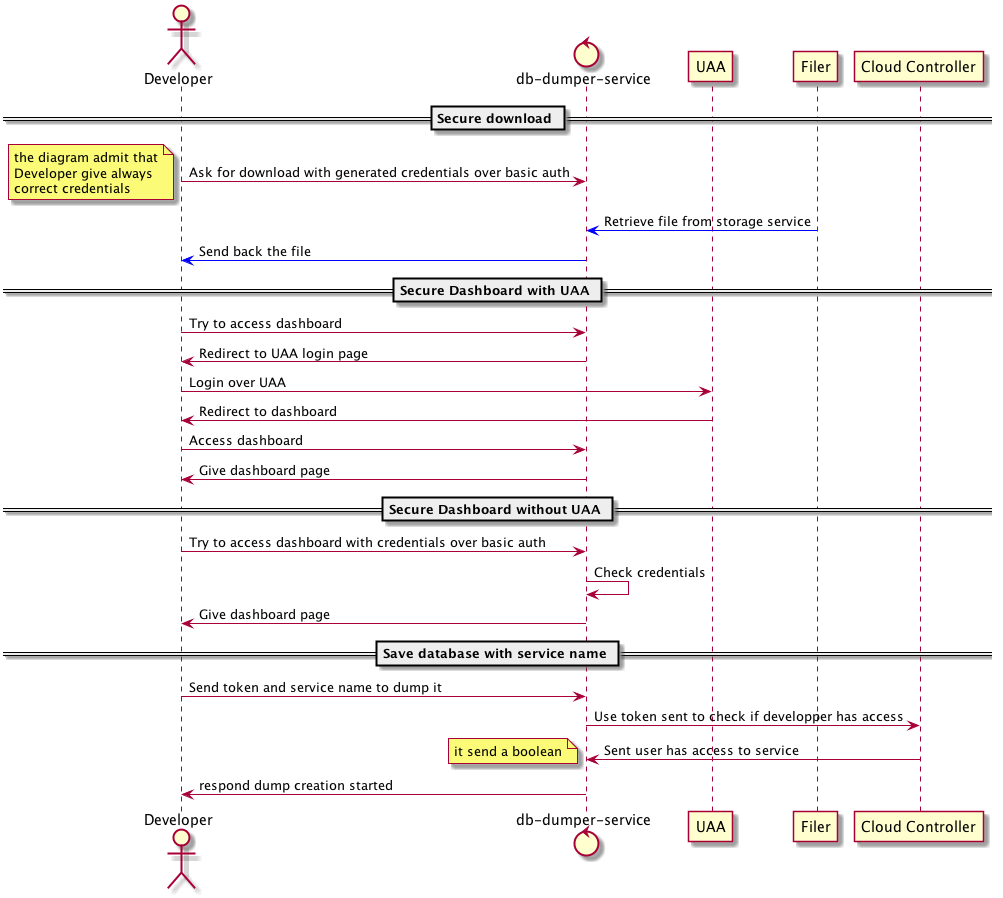 Developer
db-dumper-service
UAA
Filer
Cloud Controller
Secure download
the diagram admit that
Developer give always
correct credentials
Ask for download with generated credentials over basic auth
Retrieve file from storage service
Send back the file
Secure Dashboard with UAA
Try to access dashboard
Redirect to UAA login page
Login over UAA
Redirect to dashboard
Access dashboard
Give dashboard page
Secure Dashboard without UAA
Try to access dashboard with credentials over basic auth
Check credentials
Give dashboard page
Save database with service name
Send token and service name to dump it
Use token sent to check if developper has access
it send a boolean
Sent user has access to service
respond dump creation started
Developer
db-dumper-service
UAA
Filer
Cloud Controller